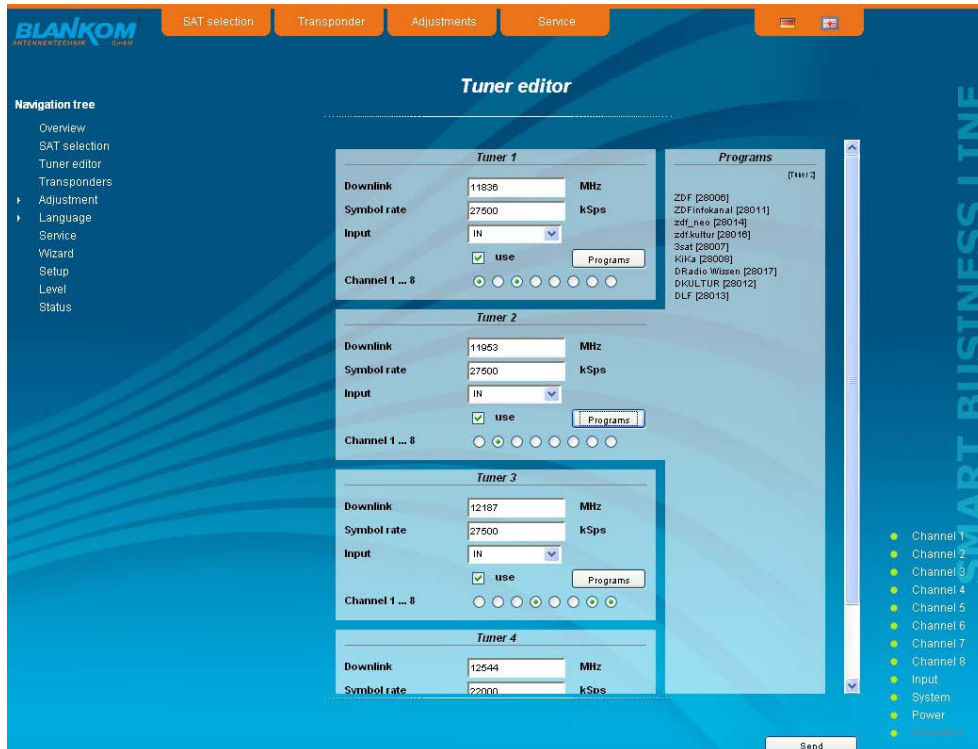 BLANKOM
ANTENNENTECHNIK GmbH
SAT selection
Transponder
Adjustments
Service
Tuner editor
Navigation tree
Overview
SAT selection
Tuner editor
Transponders
Adjustment
Language
Service
Wizard
Setup
Level
Status
Tuner 1
Downlink 11836 MHz
Symbol rate 27500 kSps
Input IN
use Programs
Channel 1 ... 8
Tuner 2
Downlink 11953 MHz
Symbol rate 27500 kSps
Input IN
use Programs
Channel 1 ... 8
Tuner 3
Downlink 12187 MHz
Symbol rate 27500 kSps
Input IN
use Programs
Channel 1 ... 8
Tuner 4
Downlink 12544 MHz
Symbol rate 22000 kSps
Programs
[Tuner 2]
ZDF [28006]
ZDFinfokanal [28011]
zdf_neo [28014]
zdf.kultur [28016]
3sat [28007]
KiKa [28008]
DRadio Wissen [28017]
DKULTUR [28012]
DLF [28013]
SMART BUSINESS LINE
Channel 1
Channel 2
Channel 3
Channel 4
Channel 5
Channel 6
Channel 7
Channel 8
Input
System
Power
Send